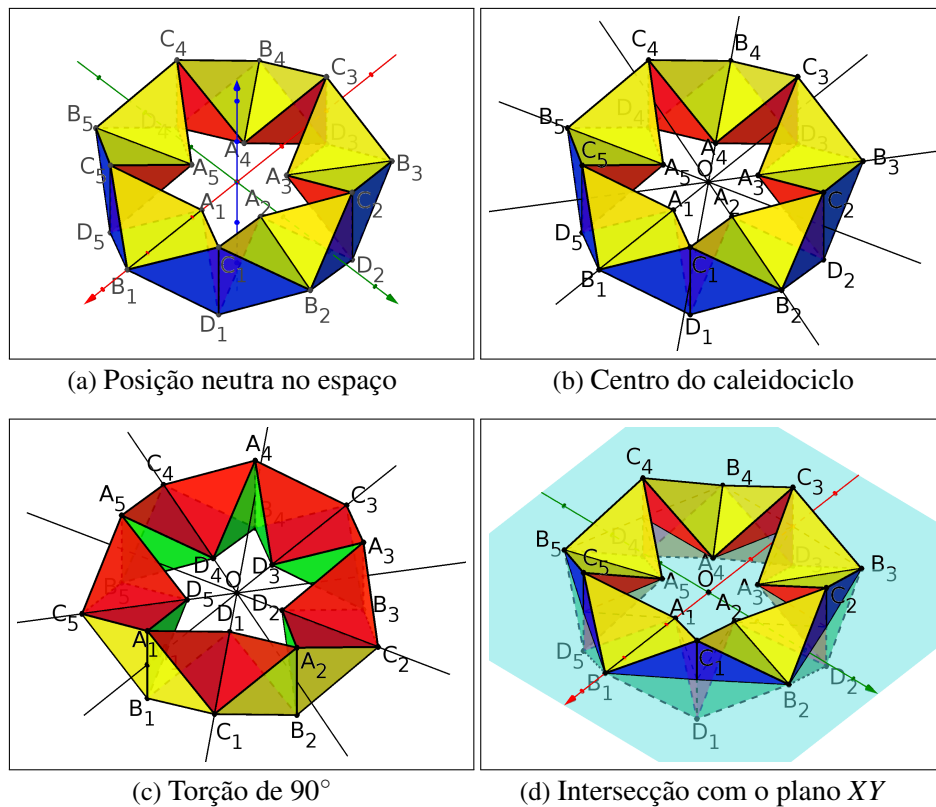 C4 B4 C3
B5 D4 D3 B3
A4
C5 A5 A3 C2
A1 A2
D5 D2
B1 C1 B2
D1
(a) Posição neutra no espaço
C4 B4 C3
B5 D4 D3 B3
A4
C5 A5 O A3 C2
A1 A2
D5 D2
B1 C1 B2
D1
(b) Centro do caleidociclo
A4
C4 C3
A5 B4 A3
D4 D3
B5 O
C5 D5 D2 B3
A1 D1 A2 C2
B1 C1 B2
(c) Torção de 90°
C4 B4 C3
B5 D4 D3 B3
A4
C5 A5 O A3 C2
A1 A2
D5 C1 D2
B1 B2
D1
(d) Intersecção com o plano XY